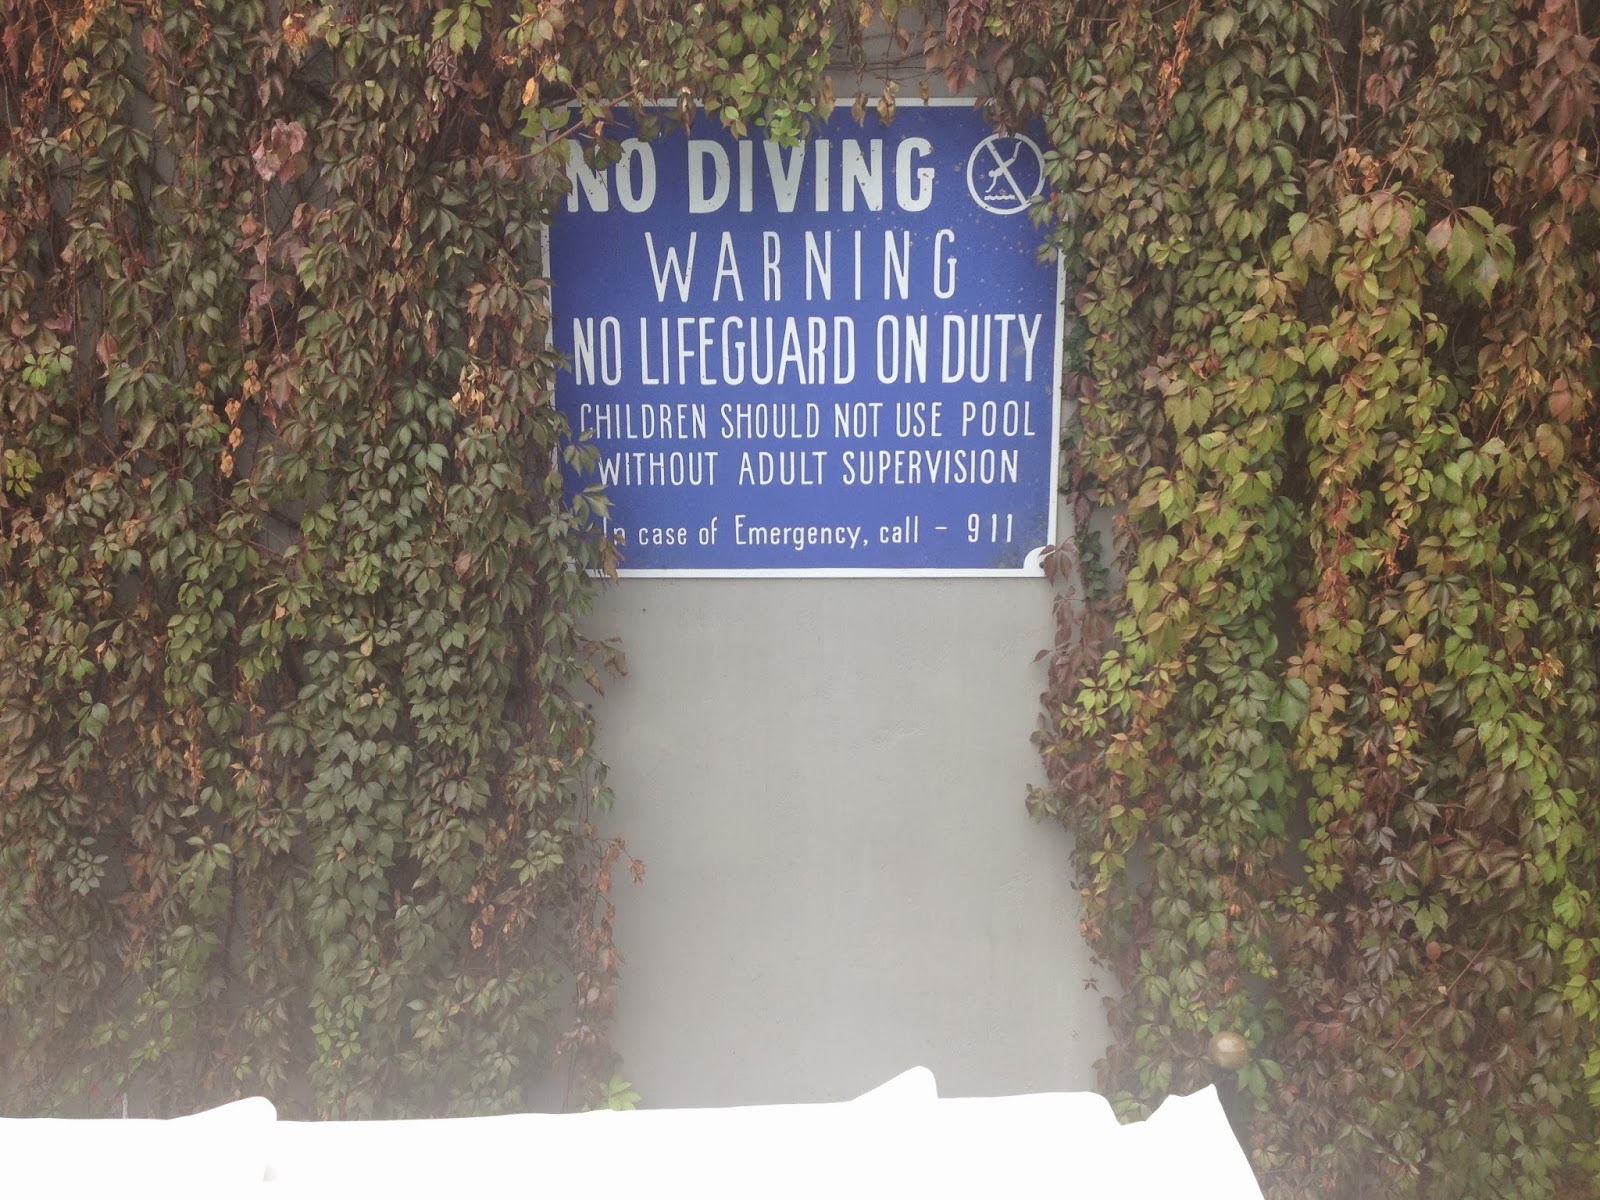 NO DIVING
WARNING
NO LIFEGUARD ON DUTY
CHILDREN SHOULD NOT USE POOL
WITHOUT ADULT SUPERVISION
In case of Emergency, call - 911